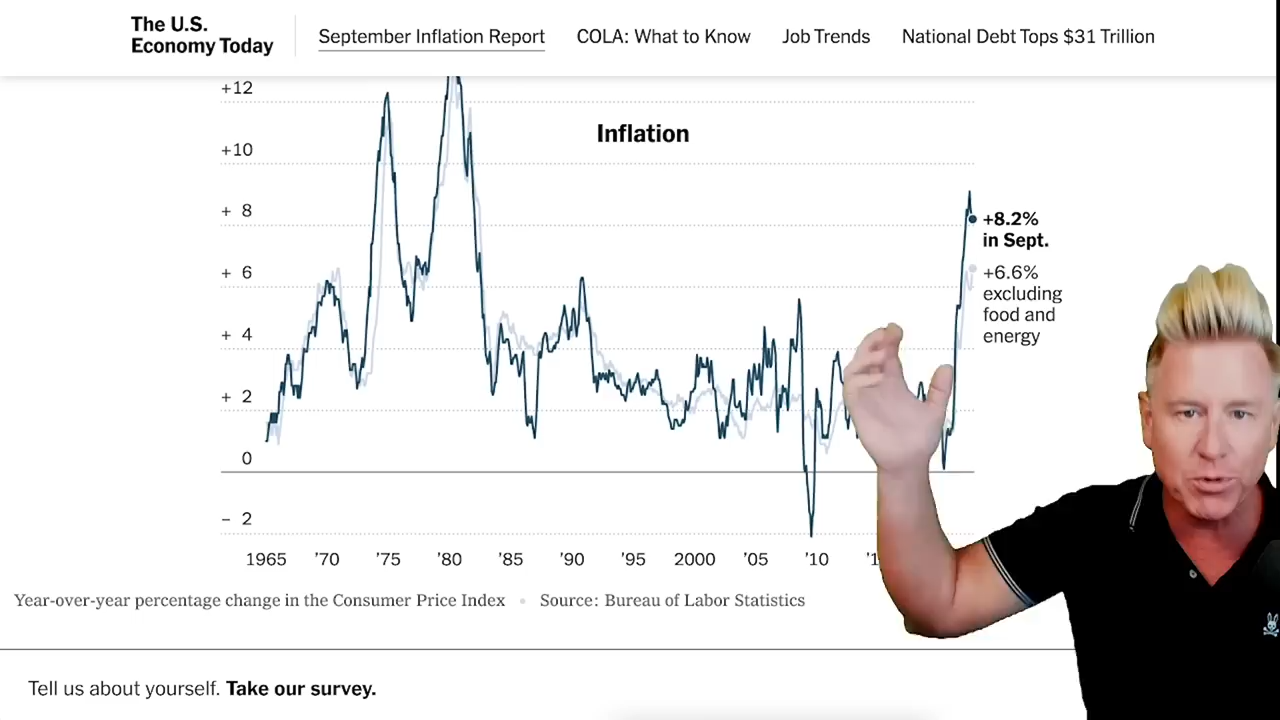 The U.S.
Economy Today
September Inflation Report
COLA: What to Know
Job Trends
National Debt Tops $31 Trillion
+12
Inflation
+10
+ 8
+8.2%
in Sept.
+ 6
+6.6%
excluding
food and
energy
+ 4
+ 2
0
– 2
1965 '70 '75 '80 '85 '90 '95 2000 '05 '10
Year-over-year percentage change in the Consumer Price Index • Source: Bureau of Labor Statistics
Tell us about yourself. Take our survey.